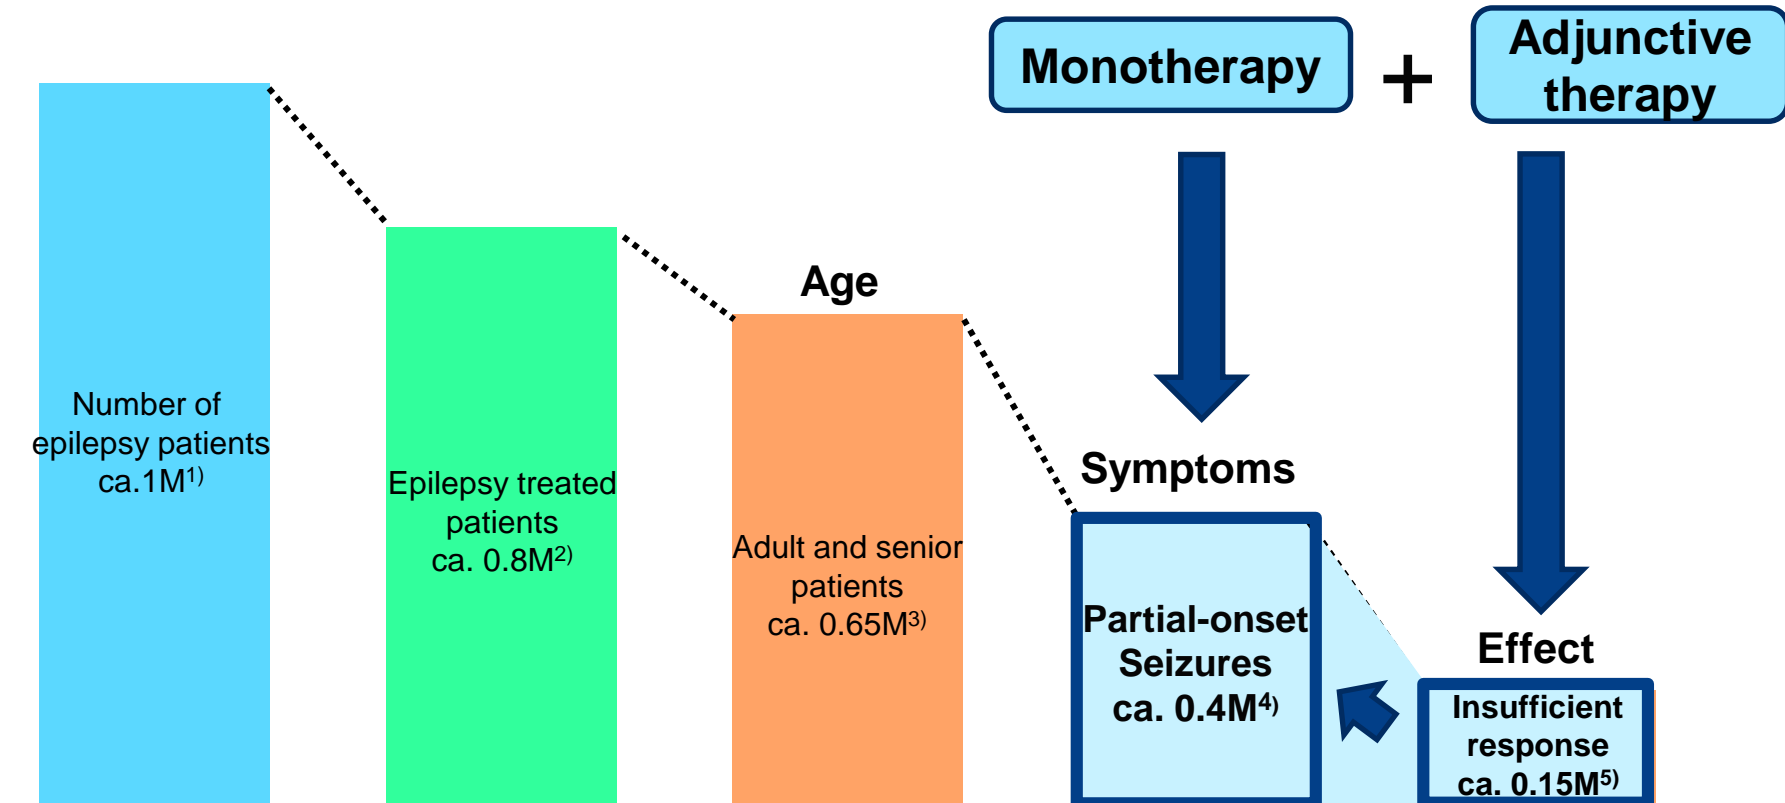 Monotherapy
+
Adjunctive
therapy
Age
Number of
epilepsy patients
ca.1M1)
Epilepsy treated
patients
ca. 0.8M2)
Adult and senior
patients
ca. 0.65M3)
Symptoms
Partial-onset
Seizures
ca. 0.4M4)
Effect
Insufficient
response
ca. 0.15M5)